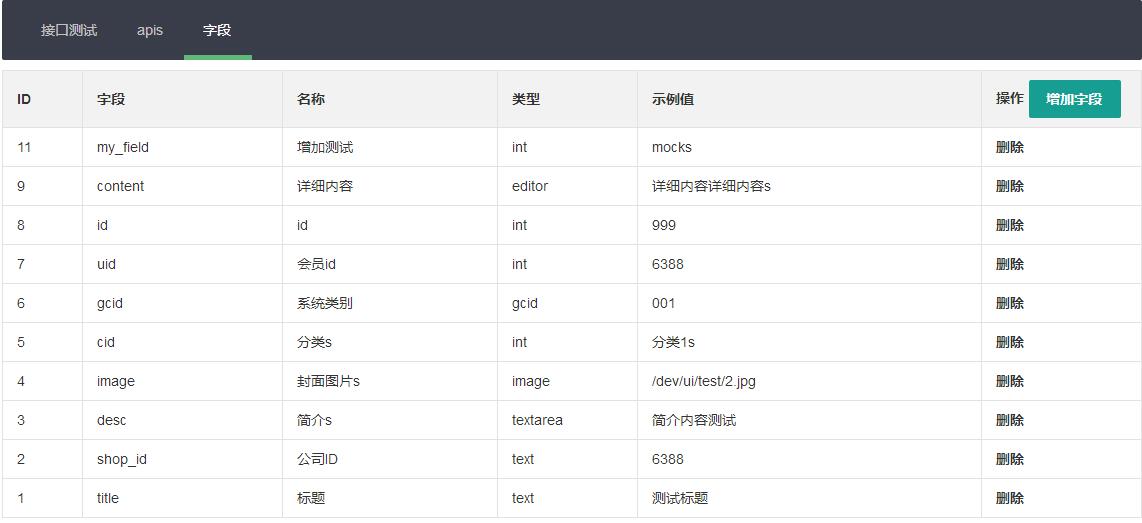 接口测试 apis 字段
ID 字段 名称 类型 示例值 操作 增加字段
11 my_field 增加测试 int mocks 删除
9 content 详细内容 editor 详细内容详细内容s 删除
8 id id int 999 删除
7 uid 会员id int 6388 删除
6 gcid 系统类别 gcid 001 删除
5 cid 分类s int 分类1s 删除
4 image 封面图片s image /dev/ui/test/2.jpg 删除
3 desc 简介s textarea 简介内容测试 删除
2 shop_id 公司ID text 6388 删除
1 title 标题 text 测试标题 删除